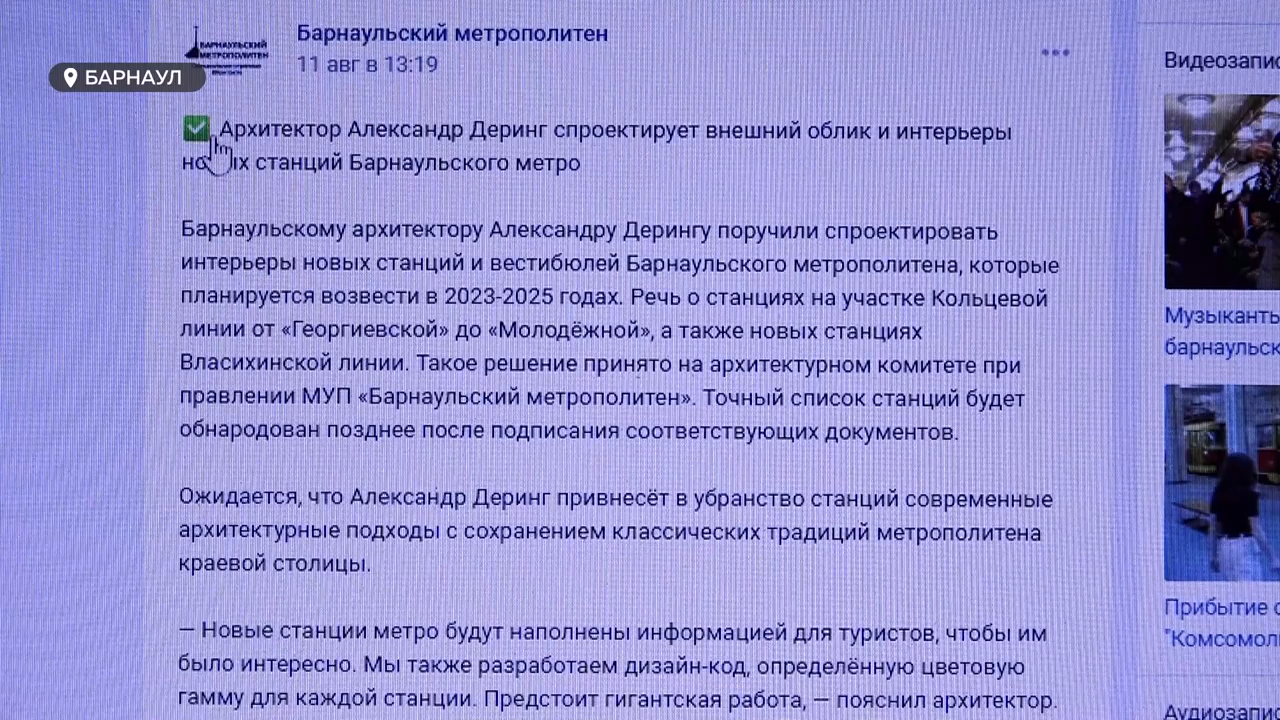 Барнаульский метрополитен
БАРНАУЛЬСКИЙ
МЕТРОПОЛИТЕН
11 авг в 13:19
БАРНАУЛ
Архитектор Александр Деринг спроектирует внешний облик и интерьеры
станций Барнаульского метро
Барнаульскому архитектору Александру Дерингу поручили спроектировать
интерьеры новых станций и вестибюлей Барнаульского метрополитена, которые
планируется возвести в 2023-2025 годах. Речь о станциях на участке Кольцевой
линии от «Георгиевской» до «Молодёжной», а также новых станциях
Власихинской линии. Такое решение принято на архитектурном комитете при
правлении МУП «Барнаульский метрополитен». Точный список станций будет
обнародован позднее после подписания соответствующих документов.
Ожидается, что Александр Деринг привнесёт в убранство станций современные
архитектурные подходы с сохранением классических традиций метрополитена
краевой столицы.
— Новые станции метро будут наполнены информацией для туристов, чтобы им
было интересно. Мы также разработаем дизайн-код, определённую цветовую
гамму для каждой станции. Предстоит гигантская работа, — пояснил архитектор.
Видеозапис
Музыканты
барнаульск
Прибытие
"Комсомол
Аудиозапис